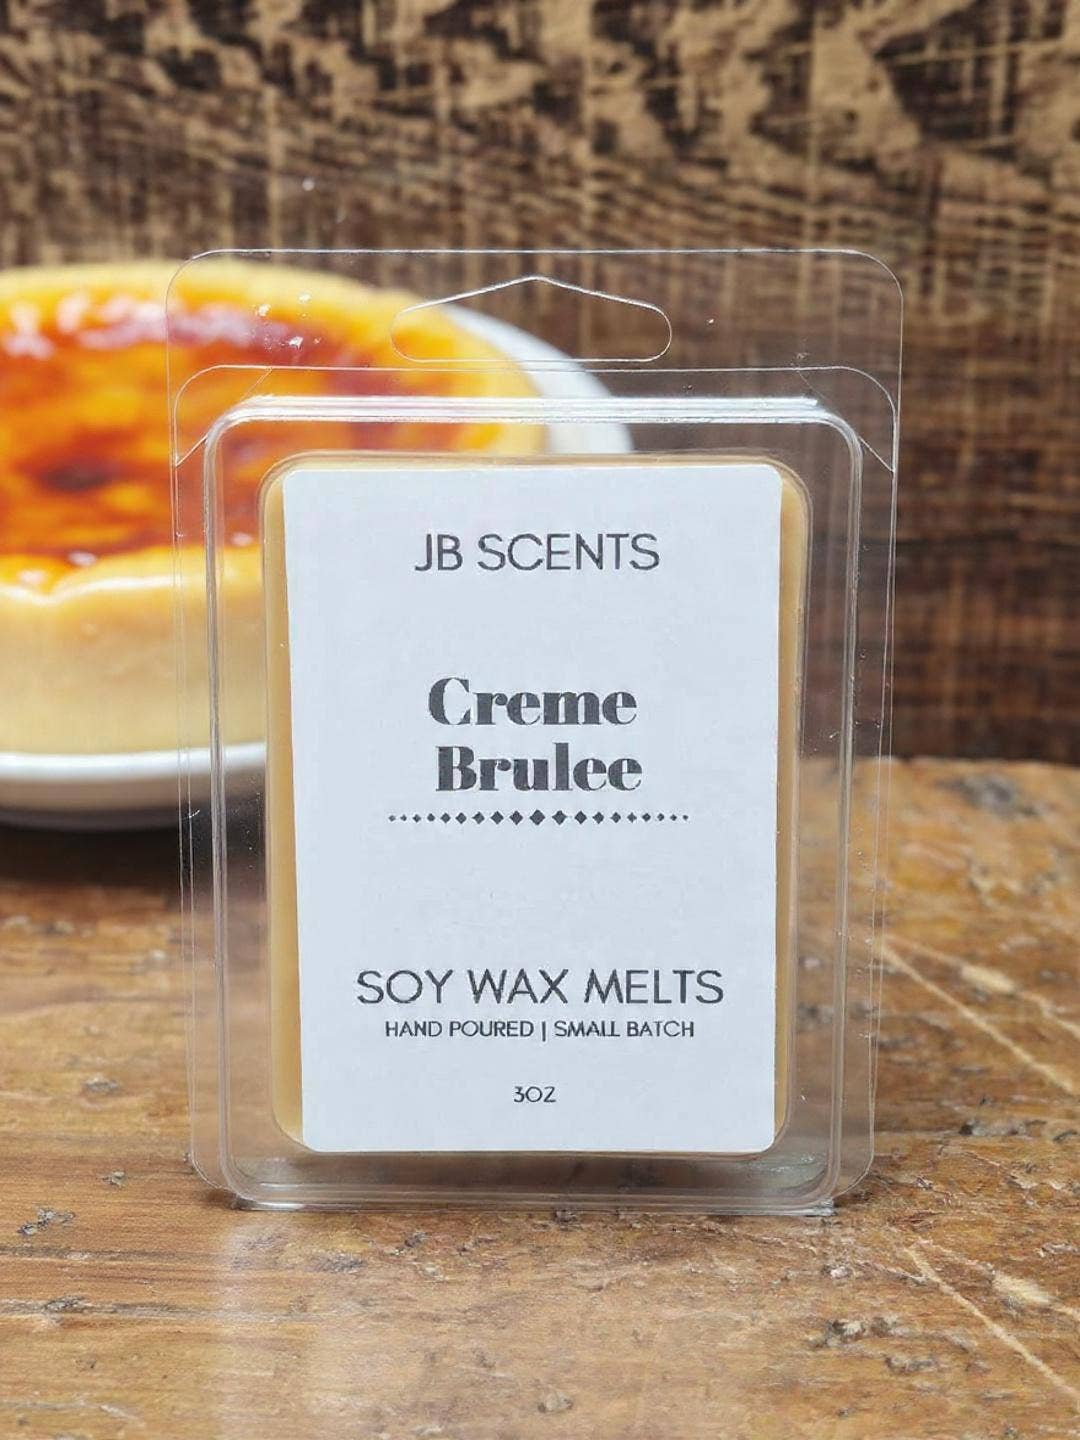 JB SCENTS
Creme
Brulee
SOY WAX MELTS
HAND POURED | SMALL BATCH
3OZ